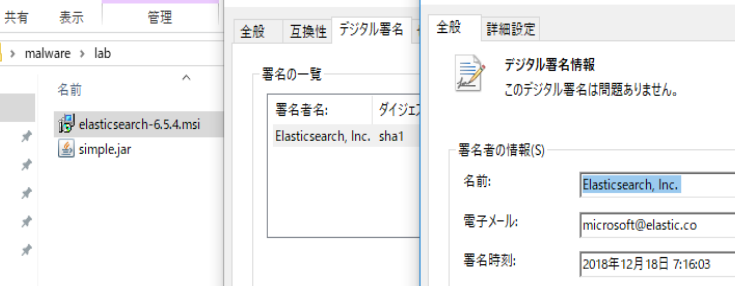 共有 表示 管理
> malware > lab
名前
elasticsearch-6.5.4.msi
simple.jar
全般 互換性 デジタル署名
署名の一覧
署名者名: ダイジェ
Elasticsearch, Inc. sha1
全般 詳細設定
デジタル署名情報
このデジタル署名は問題ありません。
署名者の情報(S)
名前: Elasticsearch, Inc.
電子メール: microsoft@elastic.co
署名時刻: 2018年12月18日 7:16:03